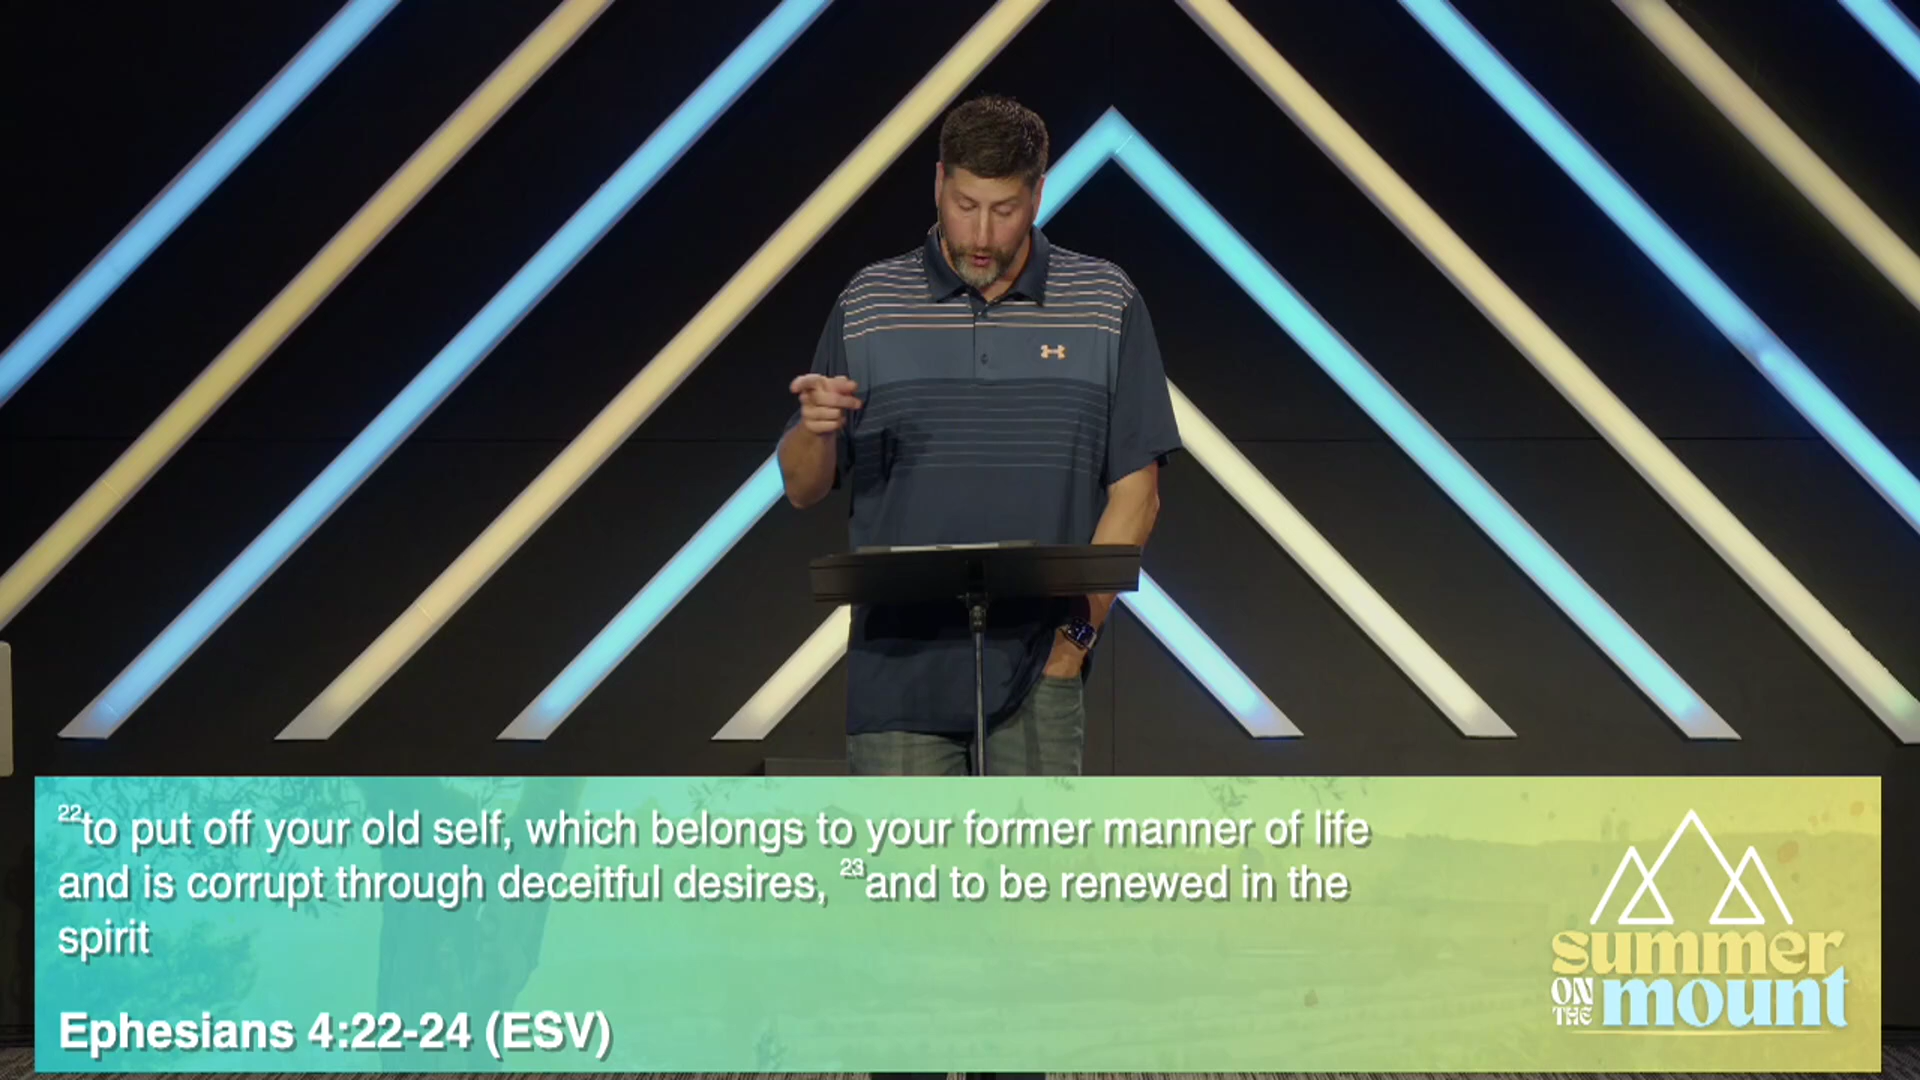 22to put off your old self, which belongs to your former manner of life
and is corrupt through deceitful desires, 23and to be renewed in the
spirit
Ephesians 4:22-24 (ESV)
summer
ON THE mount